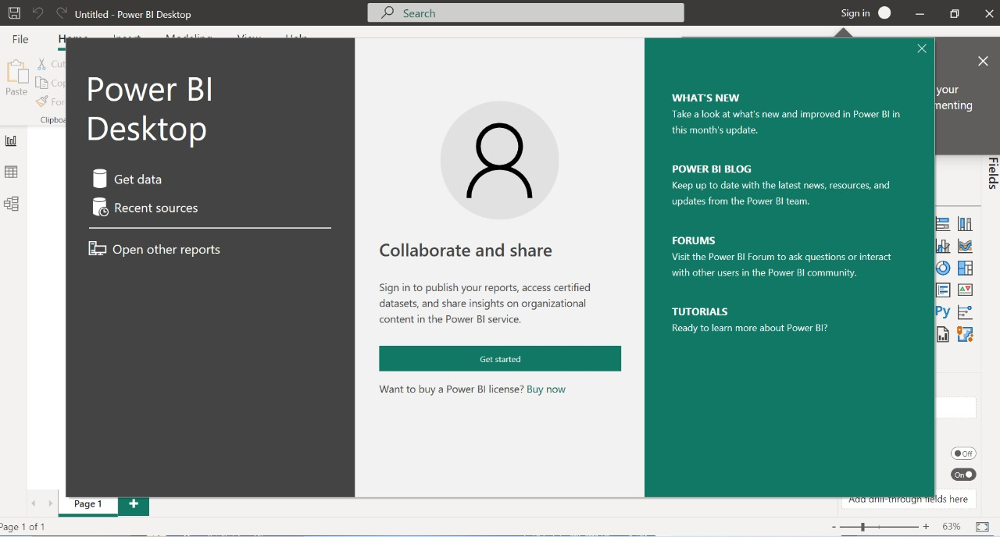 Untitled - Power BI Desktop
Search
Sign in
File
Home Insert Modeling View Help
Cut
Paste
Clipboa
your
menting
Power BI
Desktop
Get data
Recent sources
Open other reports
Collaborate and share
Sign in to publish your reports, access certified
datasets, and share insights on organizational
content in the Power BI service.
Get started
Want to buy a Power BI license? Buy now
WHAT'S NEW
Take a look at what's new and improved in Power BI in
this month's update.
POWER BI BLOG
Keep up to date with the latest news, resources, and
updates from the Power BI team.
FORUMS
Visit the Power BI Forum to ask questions or interact
with other users in the Power BI community.
TUTORIALS
Ready to learn more about Power BI?
Fields
Py
Off
On
Add drill-through fields here
Page 1
Page 1 of 1
63%